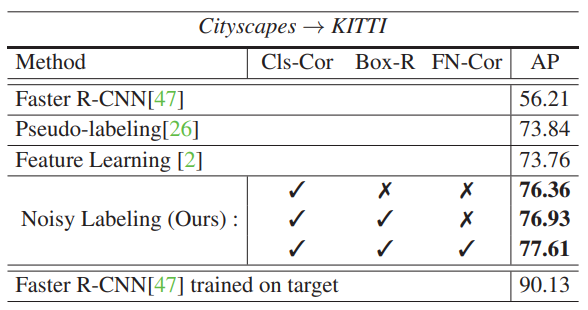 Cityscapes → KITTI
Method Cls-Cor Box-R FN-Cor AP
Faster R-CNN[47] 56.21
Pseudo-labeling[26] 73.84
Feature Learning [2] 73.76
✓ ✗ ✗ 76.36
Noisy Labeling (Ours) : ✓ ✓ ✗ 76.93
✓ ✓ ✓ 77.61
Faster R-CNN[47] trained on target 90.13